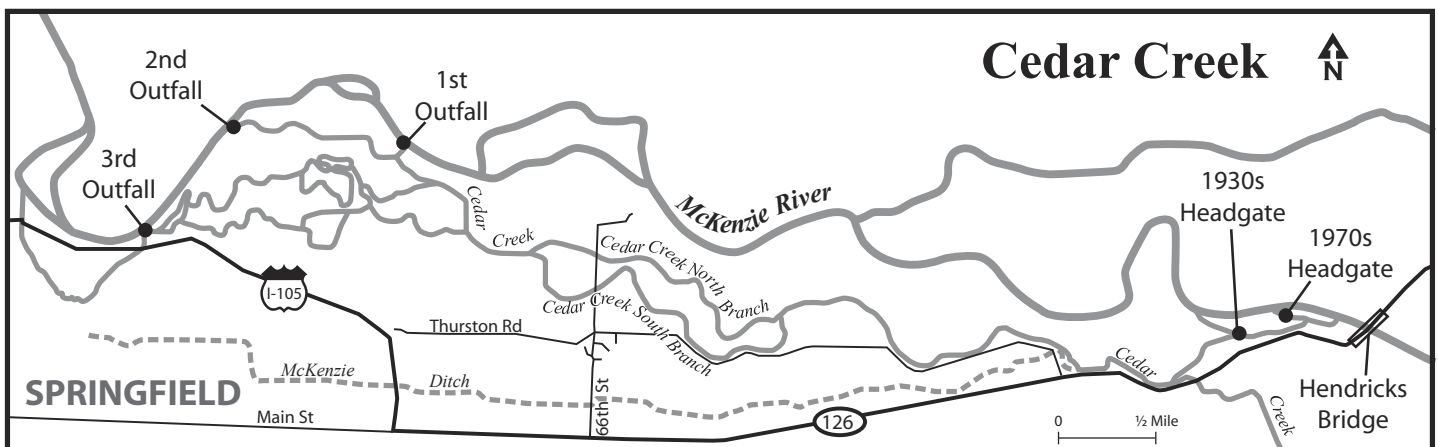 Cedar Creek
N
2nd
Outfall
1st
Outfall
3rd
Outfall
McKenzie River
1930s
Headgate
1970s
Headgate
Cedar
Creek
Cedar Creek North
Branch
Cedar Creek South
Branch
I-105
Thurston Rd
66th St
McKenzie
Ditch
SPRINGFIELD
Main St
126
Cedar
Creek
Hendricks
Bridge
0
½ Mile